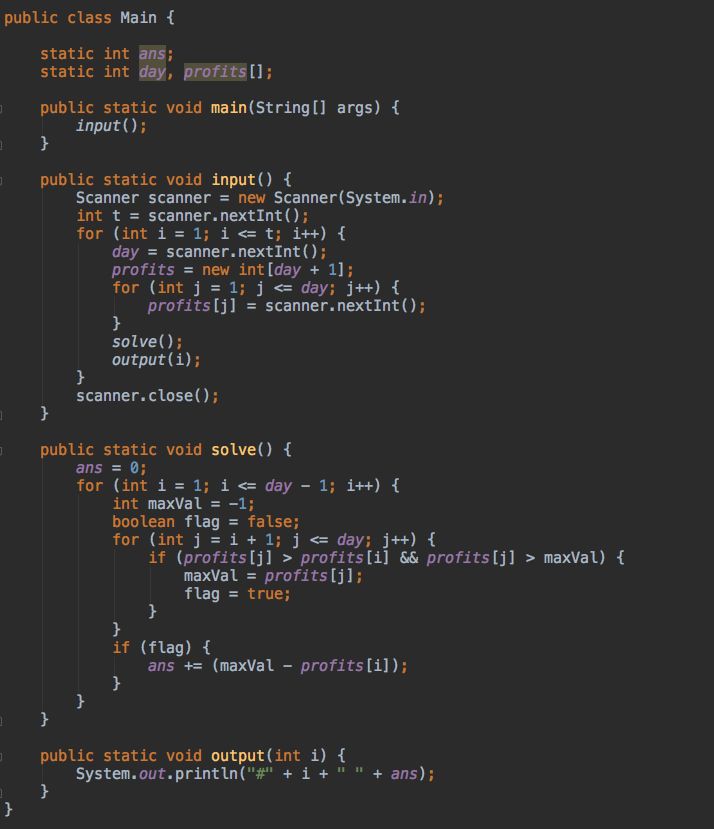 public class Main {
static int ans;
static int day, profits[];
public static void main(String[] args) {
input();
}
public static void input() {
Scanner scanner = new Scanner(System.in);
int t = scanner.nextInt();
for (int i = 1; i <= t; i++) {
day = scanner.nextInt();
profits = new int[day + 1];
for (int j = 1; j <= day; j++) {
profits[j] = scanner.nextInt();
}
solve();
output(i);
}
scanner.close();
}
public static void solve() {
ans = 0;
for (int i = 1; i <= day - 1; i++) {
int maxVal = -1;
boolean flag = false;
for (int j = i + 1; j <= day; j++) {
if (profits[j] > profits[i] && profits[j] > maxVal) {
maxVal = profits[j];
flag = true;
}
}
if (flag) {
ans += (maxVal - profits[i]);
}
}
}
public static void output(int i) {
System.out.println("#" + i + " " + ans);
}
}